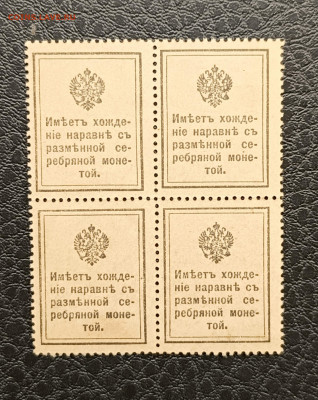 Имѣетъ хожде-
ніе наравнѣ съ
размѣнной се-
ребряной моне-
той.
Имѣетъ хожде-
ніе наравнѣ съ
размѣнной се-
ребряной моне-
той.
Имѣетъ хожде-
ніе наравнѣ съ
размѣнной се-
ребряной моне-
той.
Имѣетъ хожде-
ніе наравнѣ съ
размѣнной се-
ребряной моне-
той.